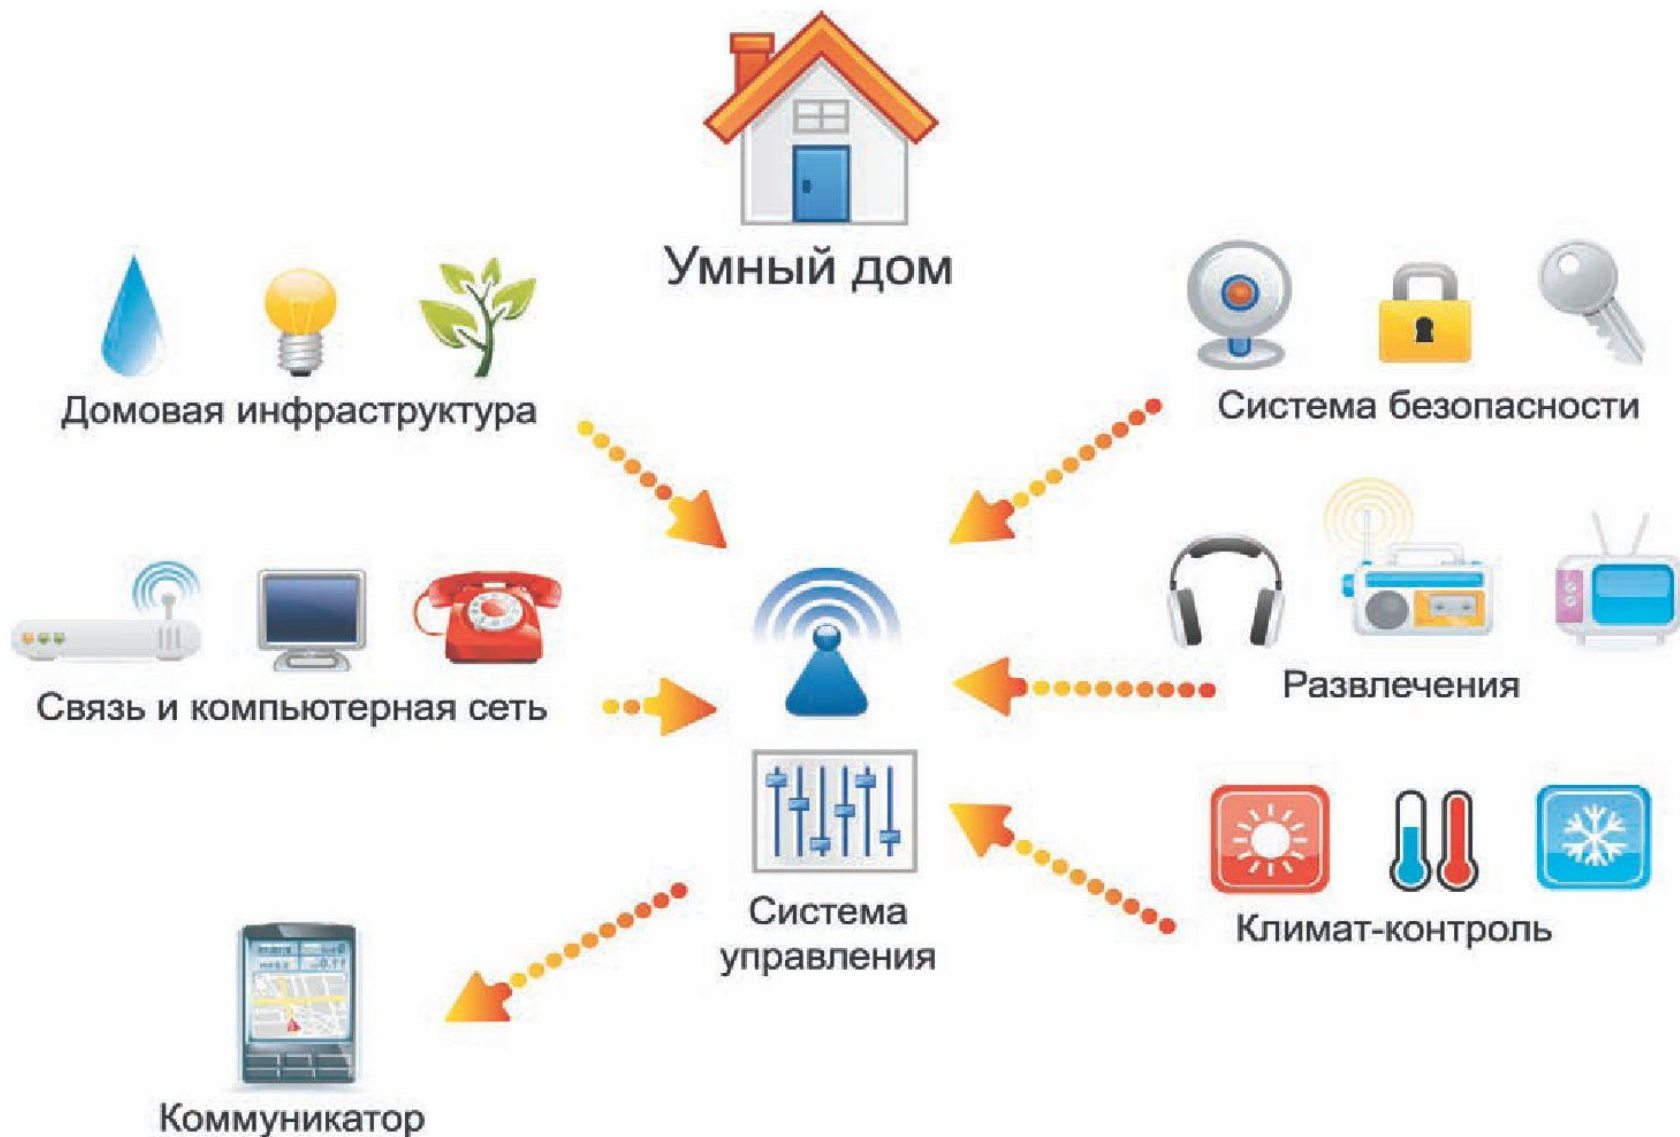 Умный дом
Домовая инфраструктура
Система безопасности
Связь и компьютерная сеть
Развлечения
Система
управления
Климат-контроль
Коммуникатор